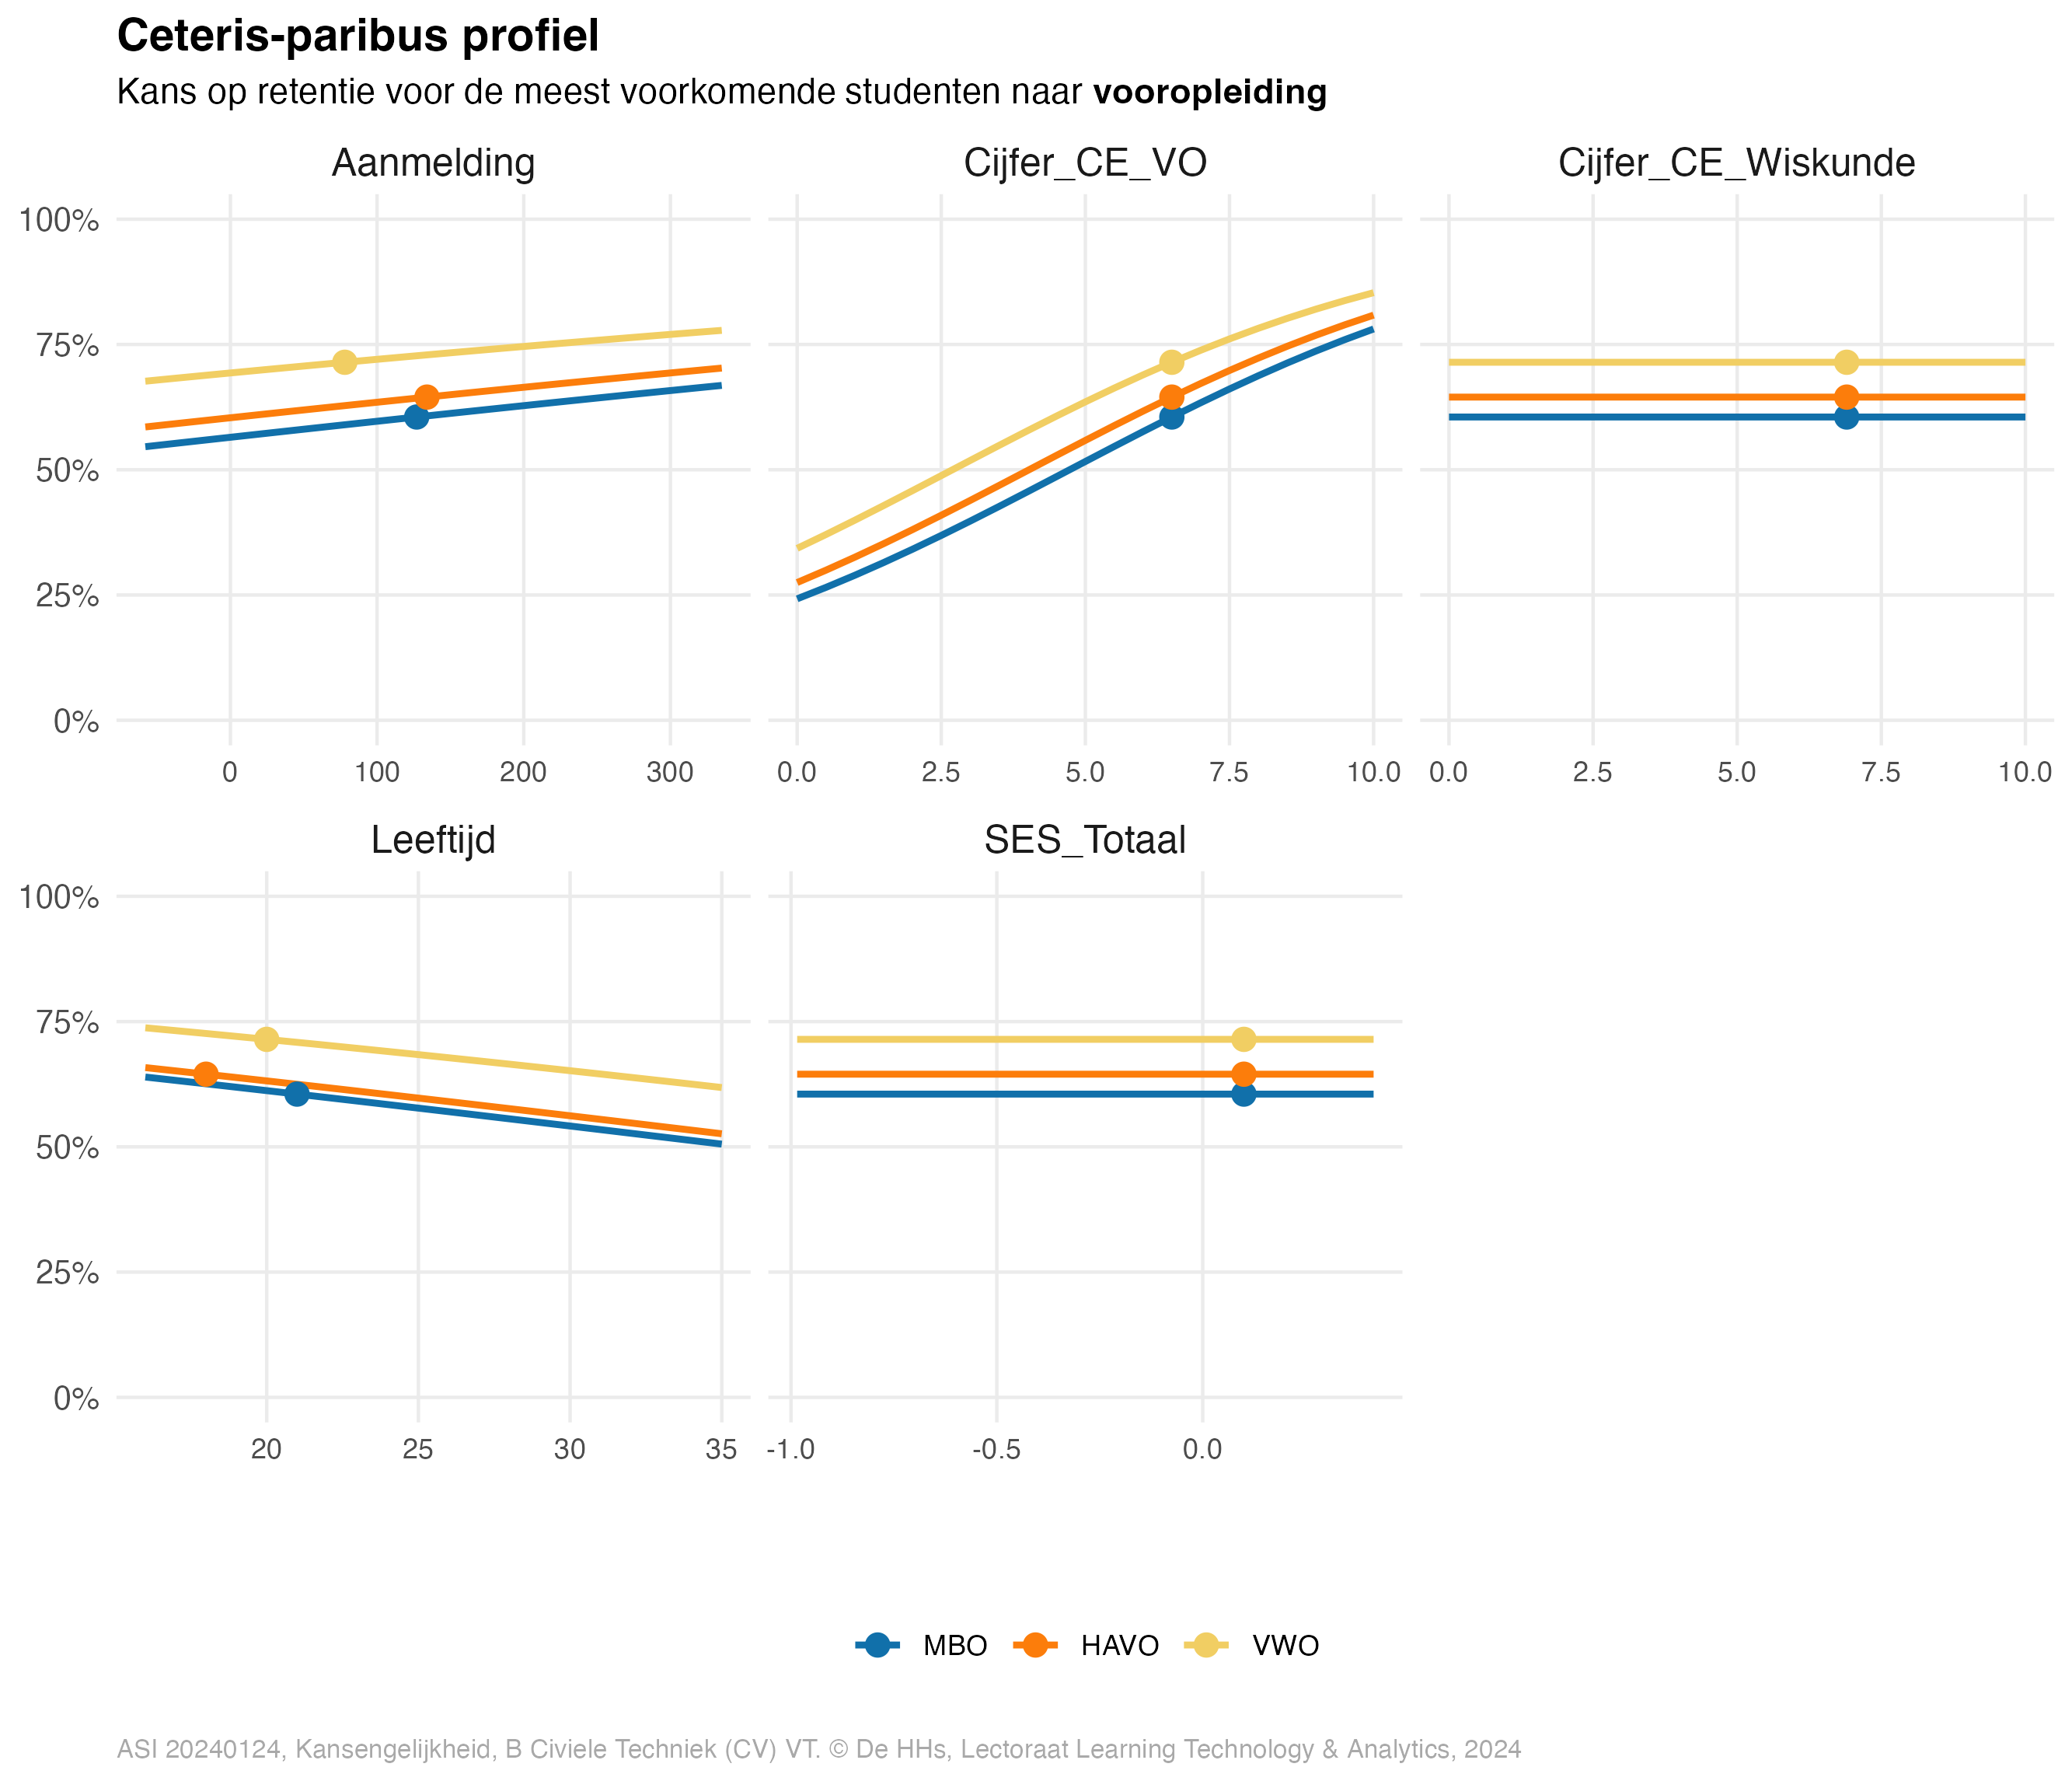 Ceteris-paribus profiel
Kans op retentie voor de meest voorkomende studenten naar vooropleiding
Aanmelding Cijfer_CE_VO Cijfer_CE_Wiskunde
100%
75%
50%
25%
0%
0 100 200 300 0.0 2.5 5.0 7.5 10.0 0.0 2.5 5.0 7.5 10.0
Leeftijd SES_Totaal
100%
75%
50%
25%
0%
20 25 30 35 -1.0 -0.5 0.0
MBO HAVO VWO
ASI 20240124, Kansengelijkheid, B Civiele Techniek (CV) VT. © De HHs, Lectoraat Learning Technology & Analytics, 2024